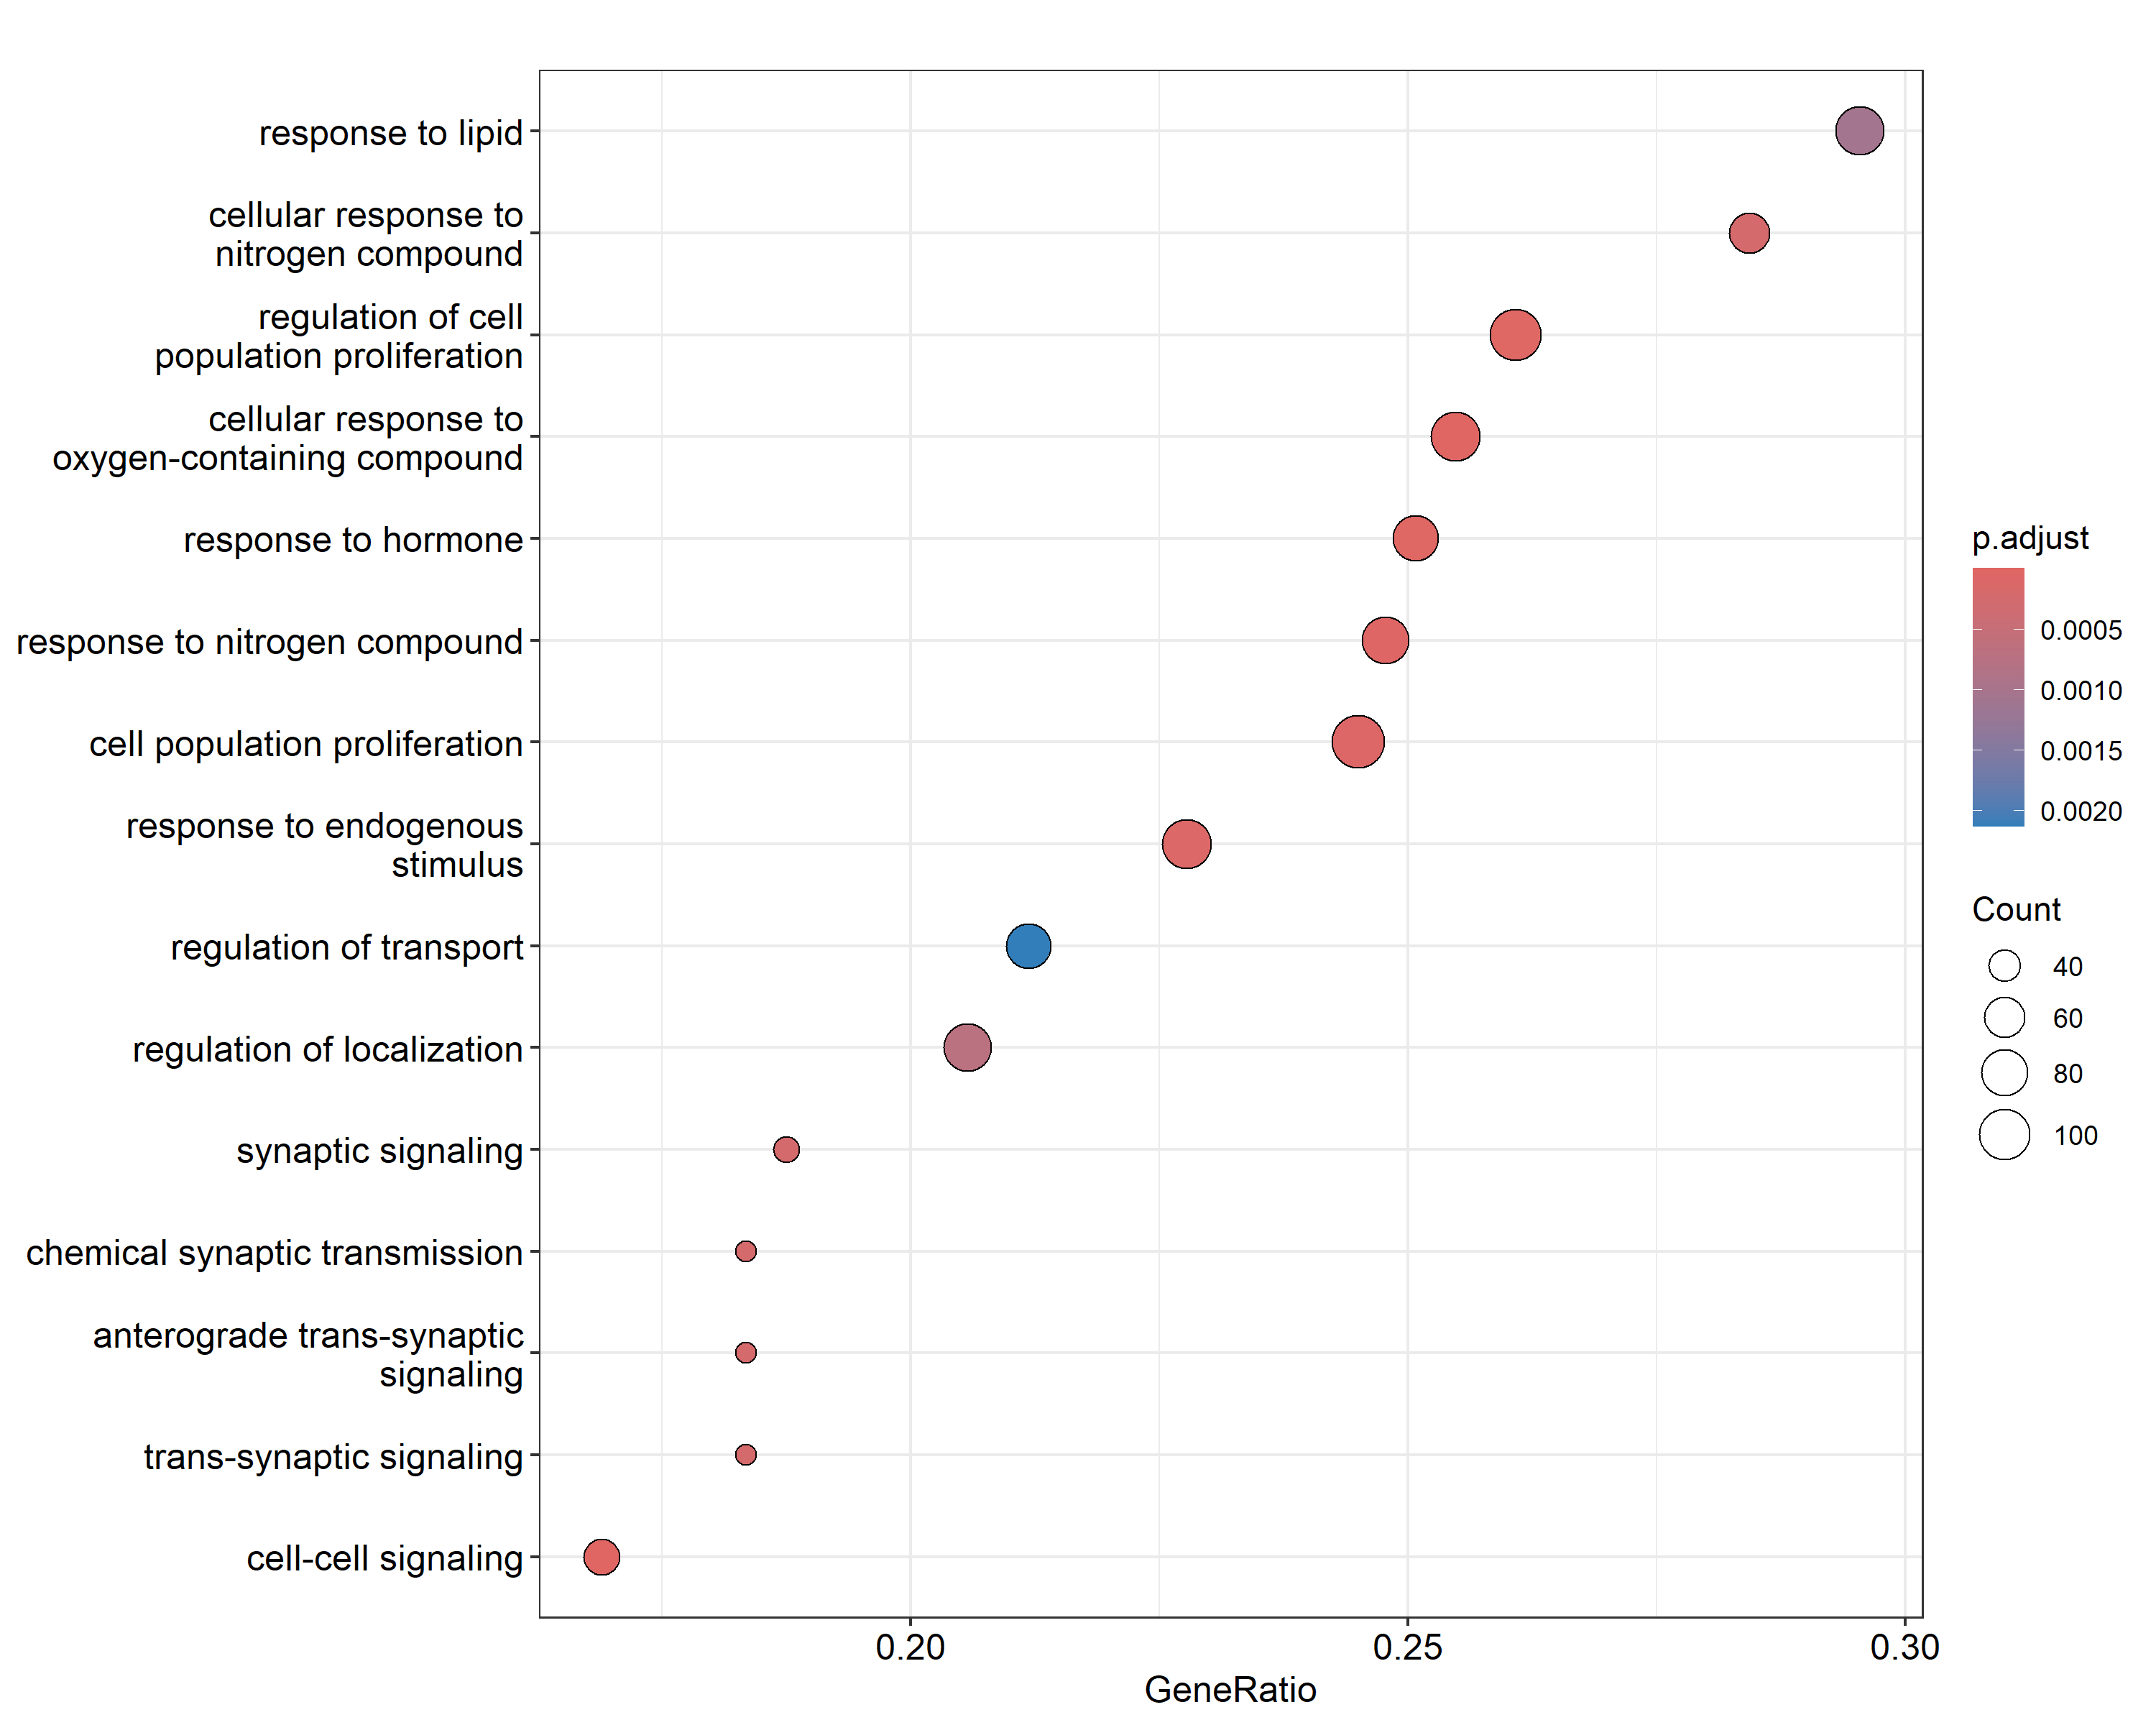 response to lipid
cellular response to
nitrogen compound
regulation of cell
population proliferation
cellular response to
oxygen-containing compound
response to hormone
response to nitrogen compound
cell population proliferation
response to endogenous
stimulus
regulation of transport
regulation of localization
synaptic signaling
chemical synaptic transmission
anterograde trans-synaptic
signaling
trans-synaptic signaling
cell-cell signaling
0.20 0.25 0.30
GeneRatio
p.adjust
0.0005
0.0010
0.0015
0.0020
Count
40
60
80
100